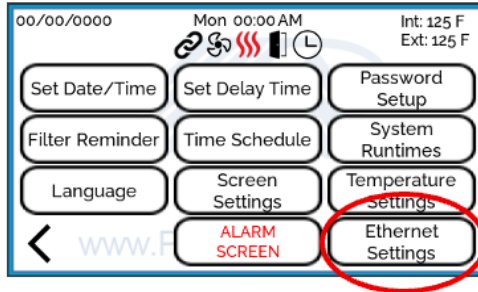 00/00/0000 Mon 00:00 AM Int: 125 F
Ext: 125 F
Set Date/Time Set Delay Time Password
Setup
Filter Reminder Time Schedule System
Runtimes
Language Screen
Settings Temperature
Settings
www.P ALARM
SCREEN Ethernet
Settings